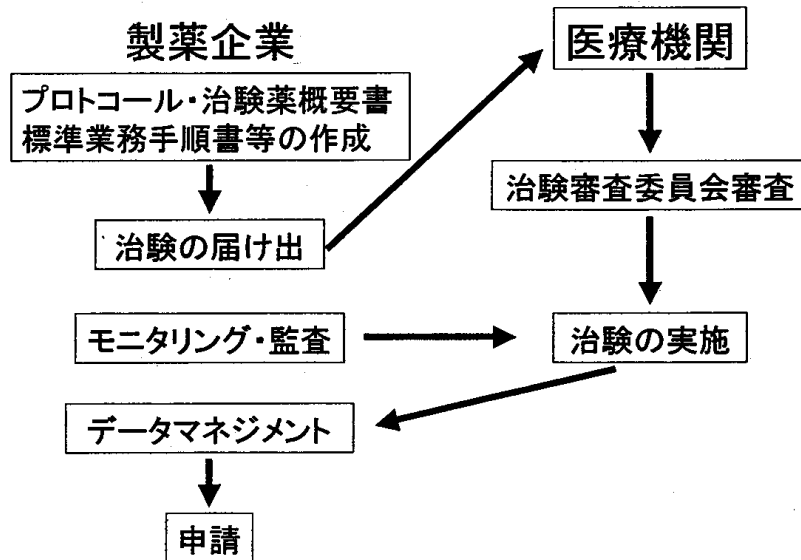 製薬企業
プロトコール・治験薬概要書
標準業務手順書等の作成
治験の届け出
医療機関
治験審査委員会審査
モニタリング・監査
治験の実施
データマネジメント
申請